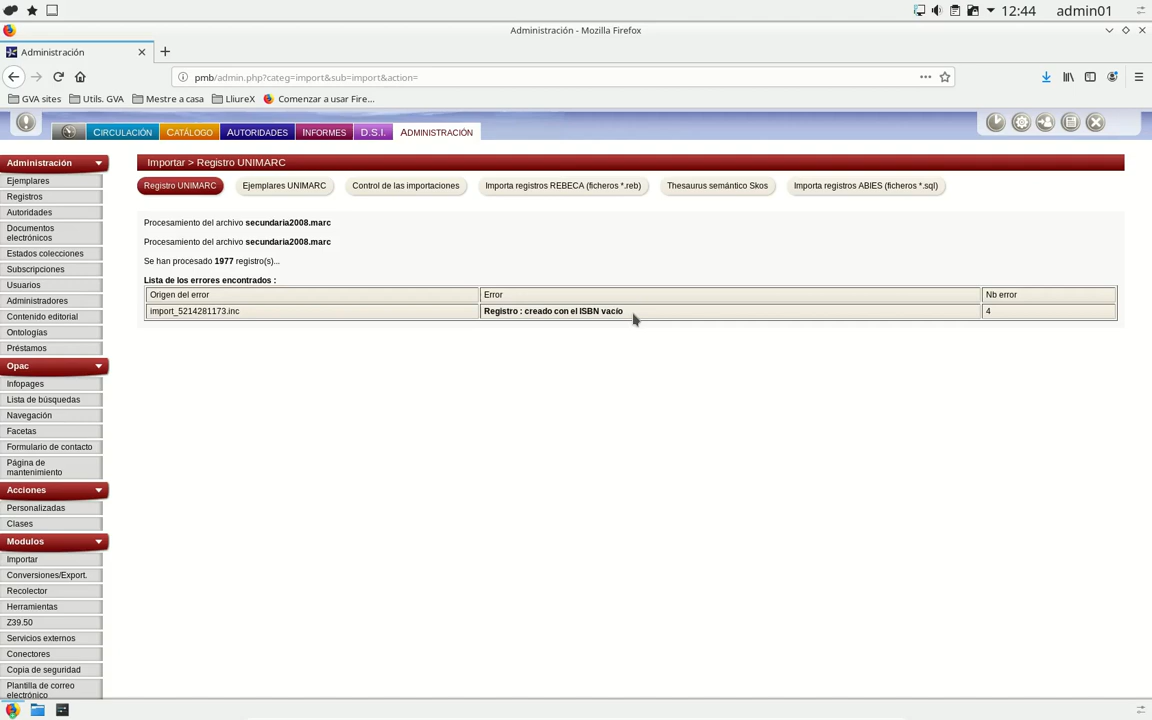 12:44 admin01
Administración - Mozilla Firefox
Administración
pmb/admin.php?categ=import&sub=import&action=
GVA sites Utils. GVA Mestre a casa LliureX Comenzar a usar Fire...
CIRCULACIÓN CATÁLOGO AUTORIDADES INFORMES D.S.I. ADMINISTRACIÓN
Administración
Ejemplares
Registros
Autoridades
Documentos
electrónicos
Estados colecciones
Subscripciones
Usuarios
Administradores
Contenido editorial
Ontologías
Préstamos
Opac
Infopages
Lista de búsquedas
Navegación
Facetas
Formulario de contacto
Página de
mantenimiento
Acciones
Personalizadas
Clases
Modulos
Importar
Conversiones/Export.
Recolector
Herramientas
Z39.50
Servicios externos
Conectores
Copia de seguridad
Plantilla de correo
electrónico
Importar > Registro UNIMARC
Registro UNIMARC Ejemplares UNIMARC Control de las importaciones Importa registros REBECA (ficheros *.reb) Thesaurus semántico Skos Importa registros ABIES (ficheros *.sql)
Procesamiento del archivo secundaria2008.marc
Procesamiento del archivo secundaria2008.marc
Se han procesado 1977 registro(s)...
Lista de los errores encontrados :
Origen del error Error Nb error
import_5214281173.inc Registro : creado con el ISBN vacío 4